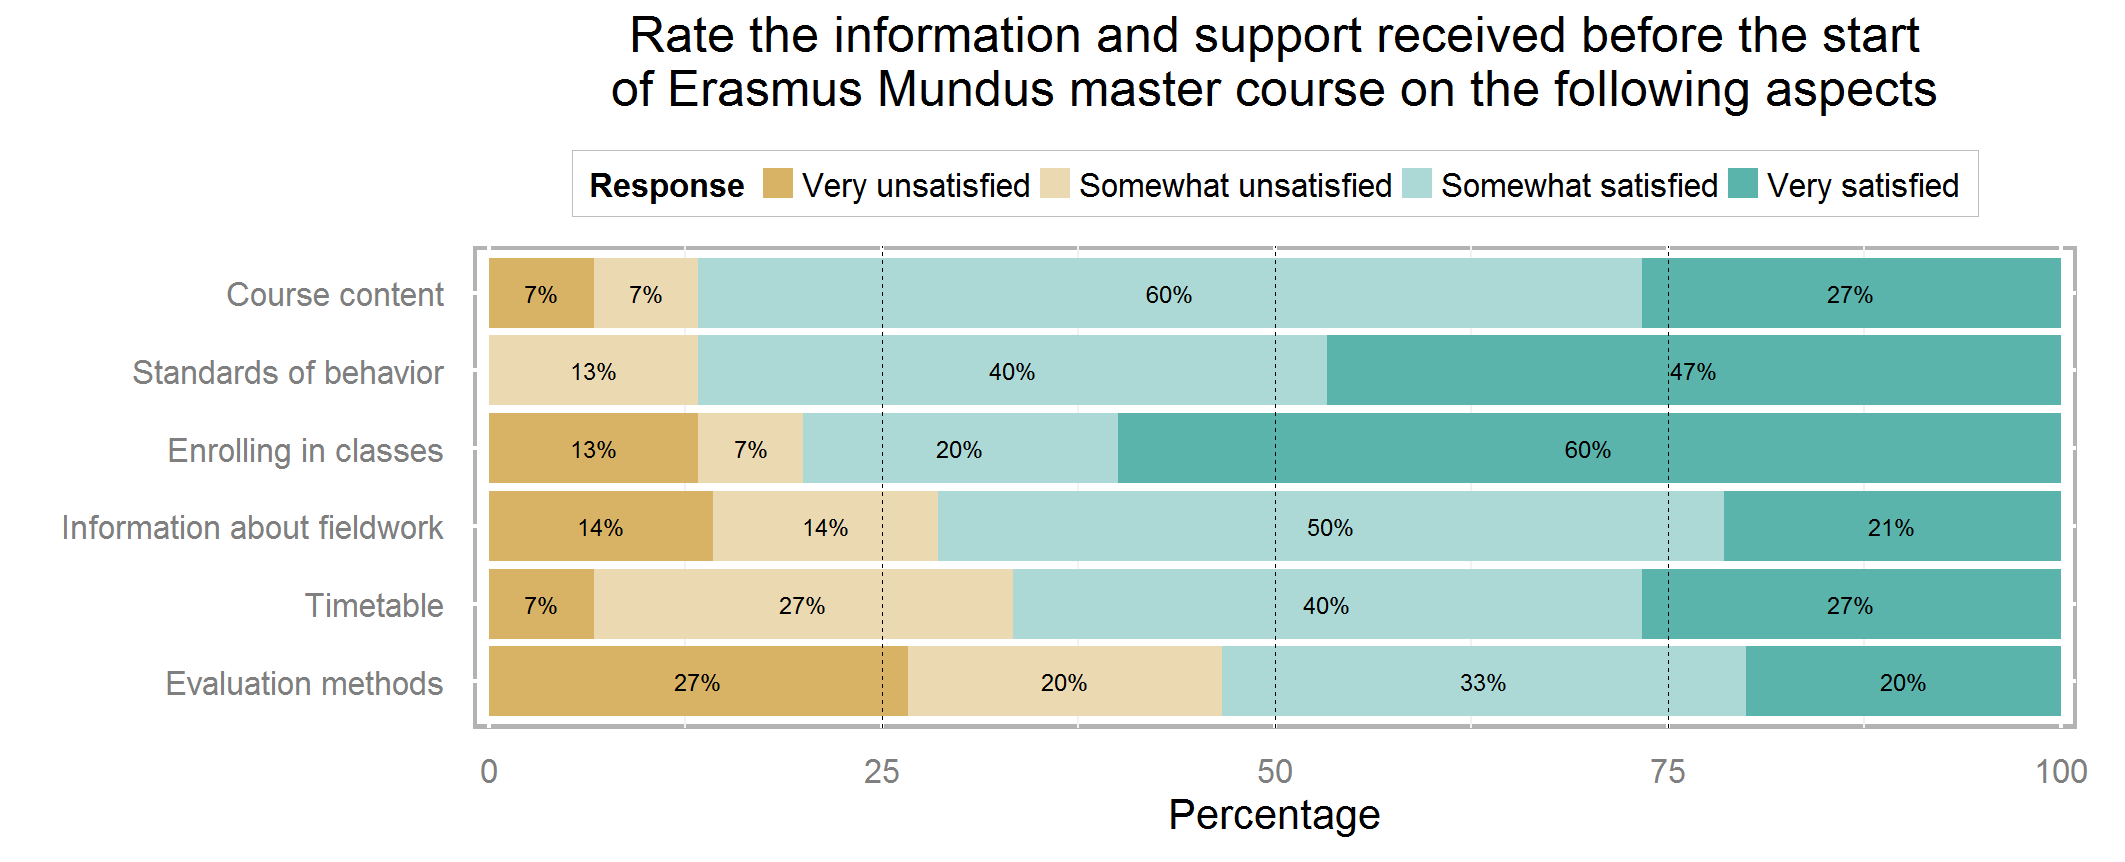 Rate the information and support received before the start
of Erasmus Mundus master course on the following aspects
Response Very unsatisfied Somewhat unsatisfied Somewhat satisfied Very satisfied
Course content 7% 7% 60% 27%
Standards of behavior 13% 40% 47%
Enrolling in classes 13% 7% 20% 60%
Information about fieldwork 14% 14% 50% 21%
Timetable 7% 27% 40% 27%
Evaluation methods 27% 20% 33% 20%
0 25 50 75 100
Percentage